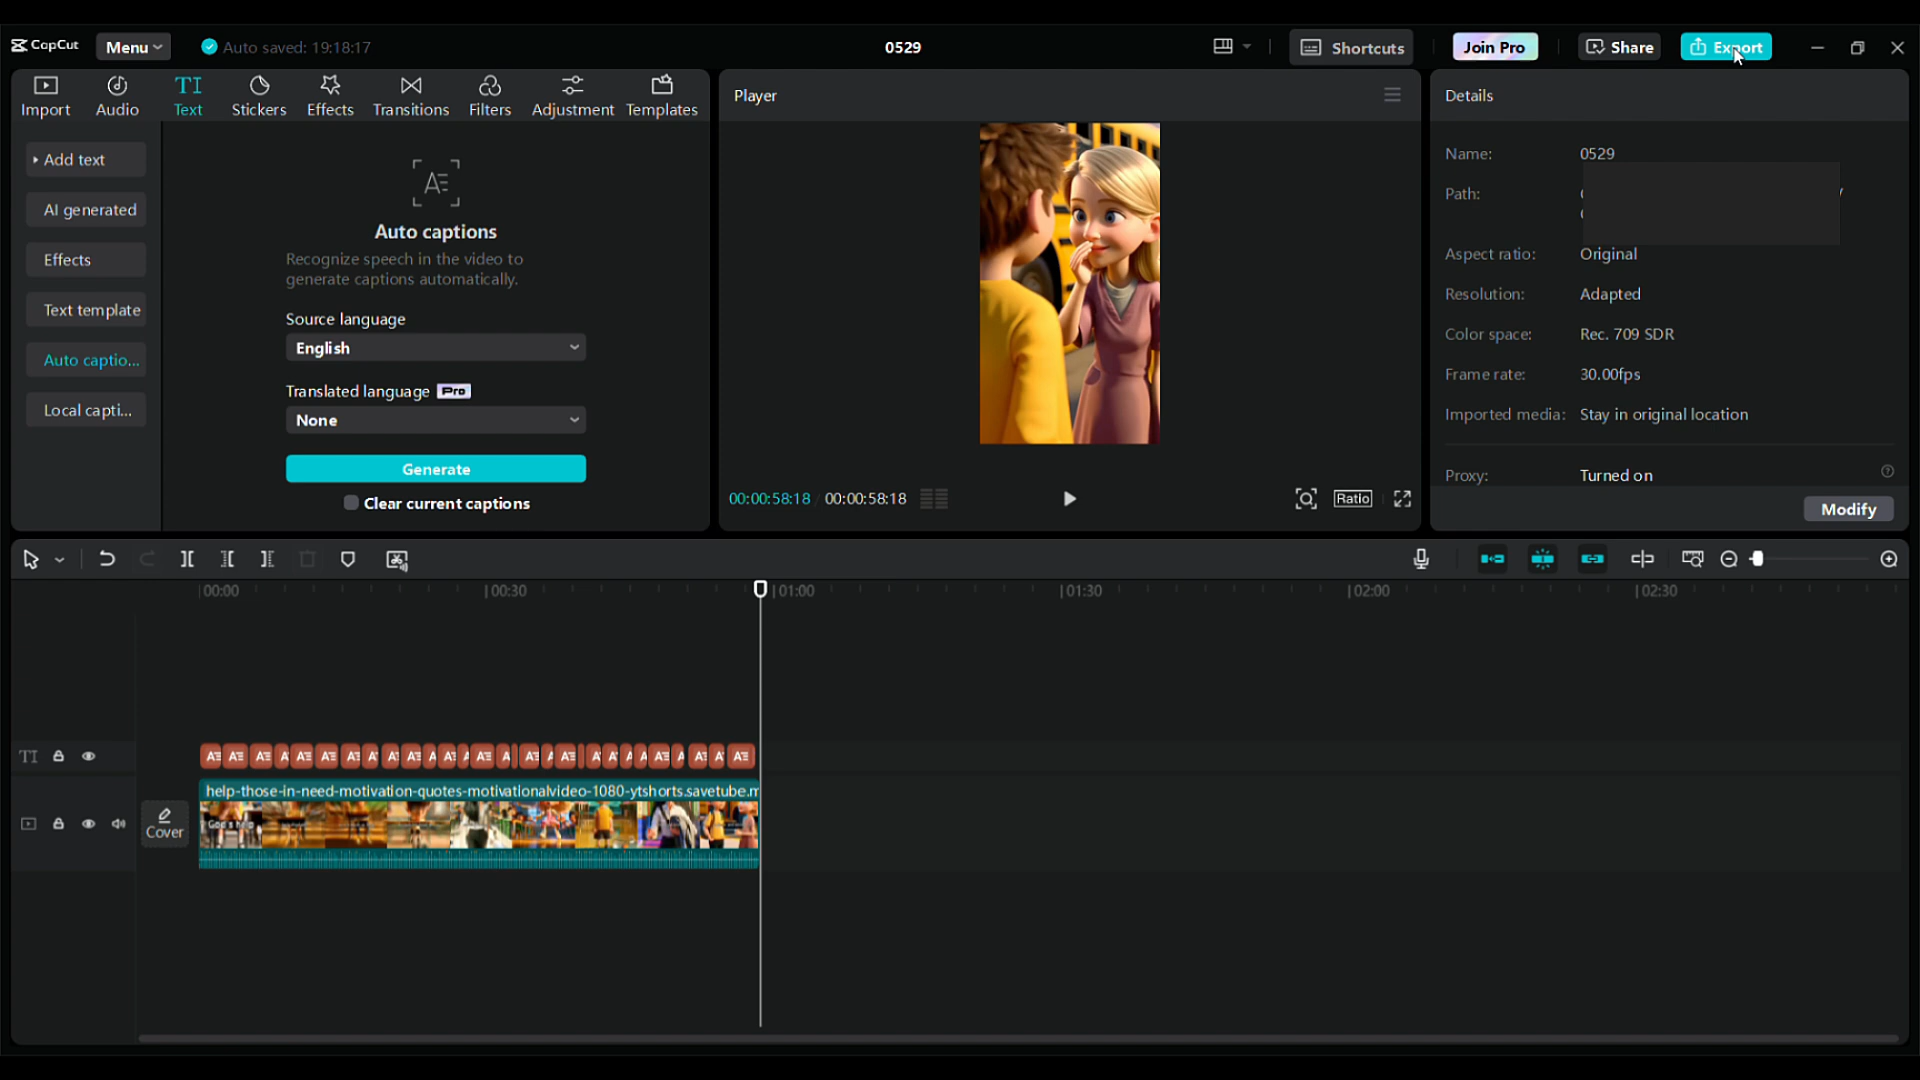 CapCut
Menu
Auto saved: 19:18:17
0529
Shortcuts
Join Pro
Share
Export
Import
Audio
TI
Text
Stickers
Effects
Transitions
Filters
Adjustment
Templates
Add text
AI generated
Effects
Text template
Auto captio...
Local capti...
Auto captions
Recognize speech in the video to
generate captions automatically.
Source language
English
Translated language Pro
None
Generate
Clear current captions
Player
00:00:58:18 / 00:00:58:18
Ratio
Details
Name: 0529
Path:
Aspect ratio: Original
Resolution: Adapted
Color space: Rec. 709 SDR
Frame rate: 30.00fps
Imported media: Stay in original location
Proxy: Turned on
Modify
00:00
00:30
01:00
01:30
02:00
02:30
TI
Cover
help-those-in-need-motivation-quotes-motivationalvideo-1080-ytshorts.savetube.m
God's help